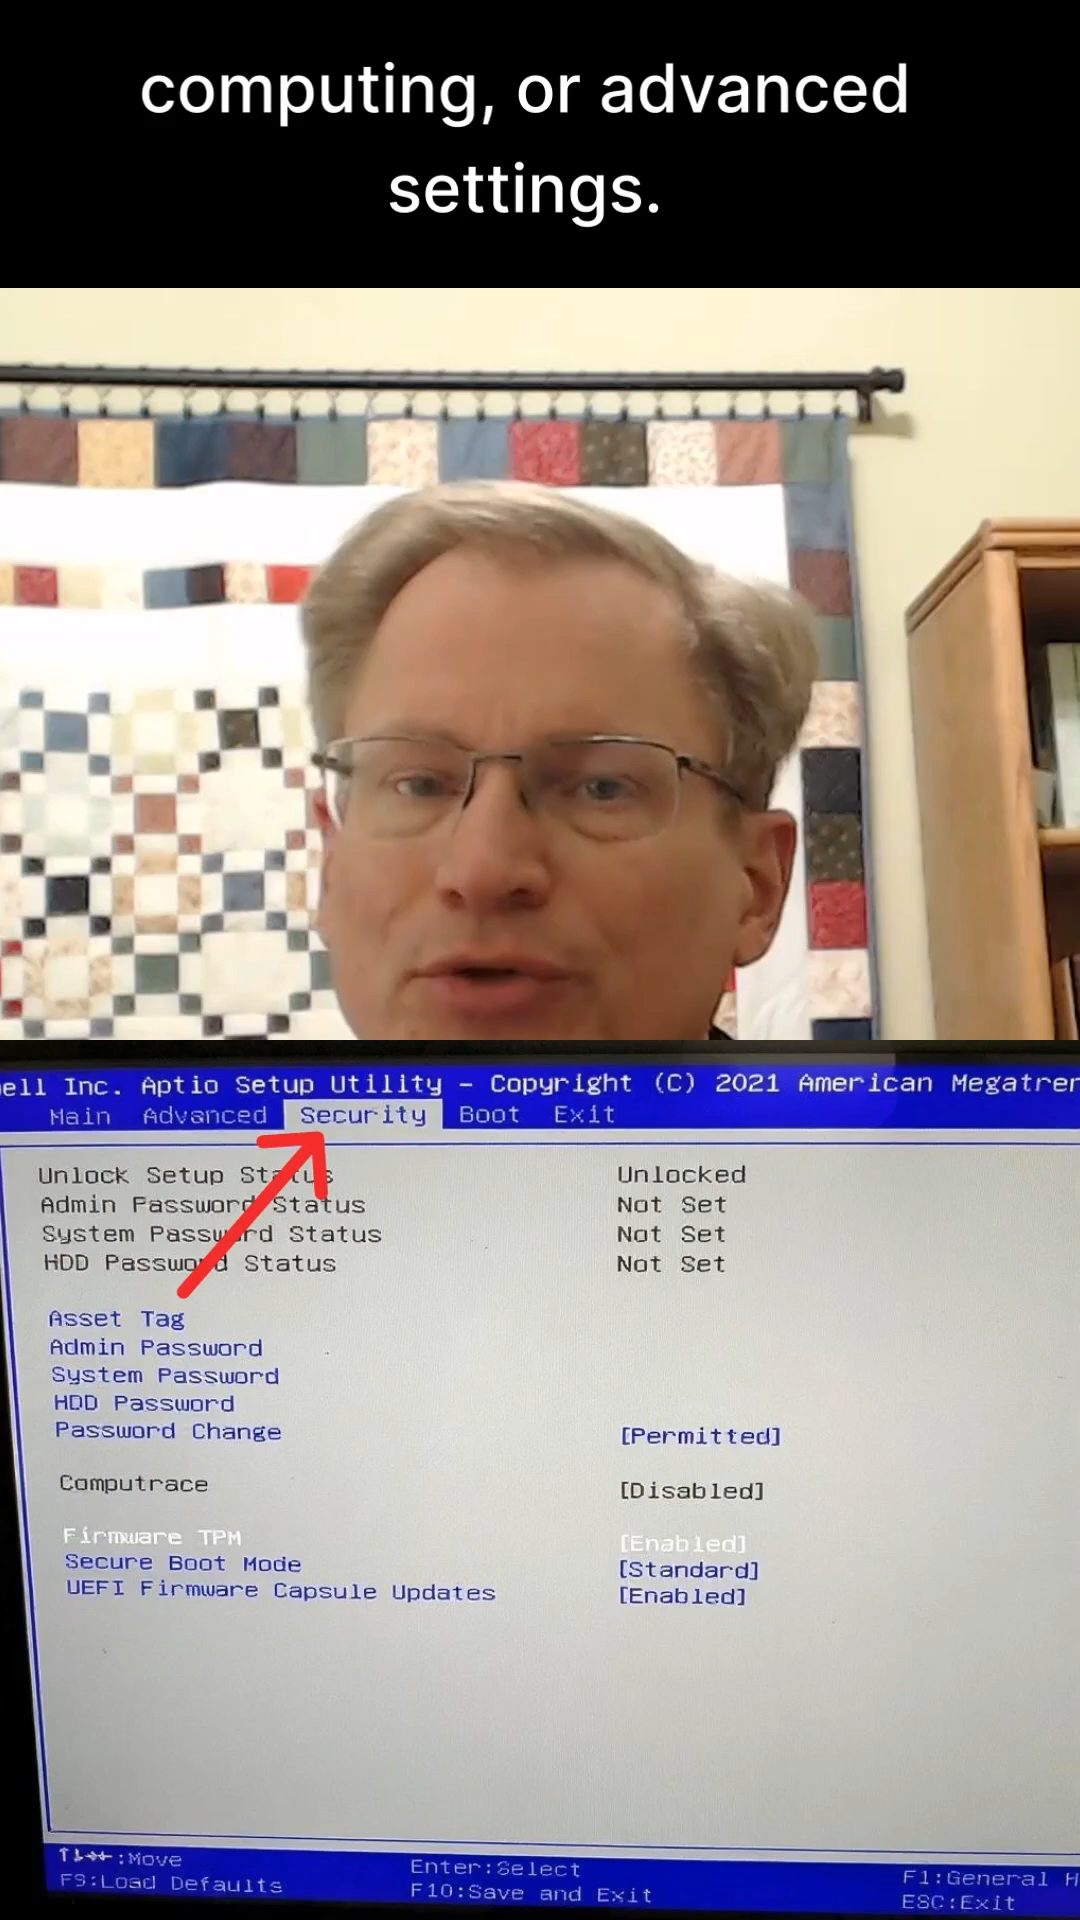 computing, or advanced
settings.
ell Inc. Aptio Setup Utility – Copyright (C) 2021 American
Main Advanced Security Boot Exit
Unlock Setup Status Unlocked
Admin Password Status Not Set
System Password Status Not Set
HDD Password Status Not Set
Asset Tag
Admin Password
System Password
HDD Password
Password Change [Permitted]
Computrace [Disabled]
Firmware TPM [Enabled]
Secure Boot Mode [Standard]
UEFI Firmware Capsule Updates [Enabled]
↑↓→←:Move Enter:Select F1:General H
F9:Load Defaults F10:Save and Exit ESC:Exit